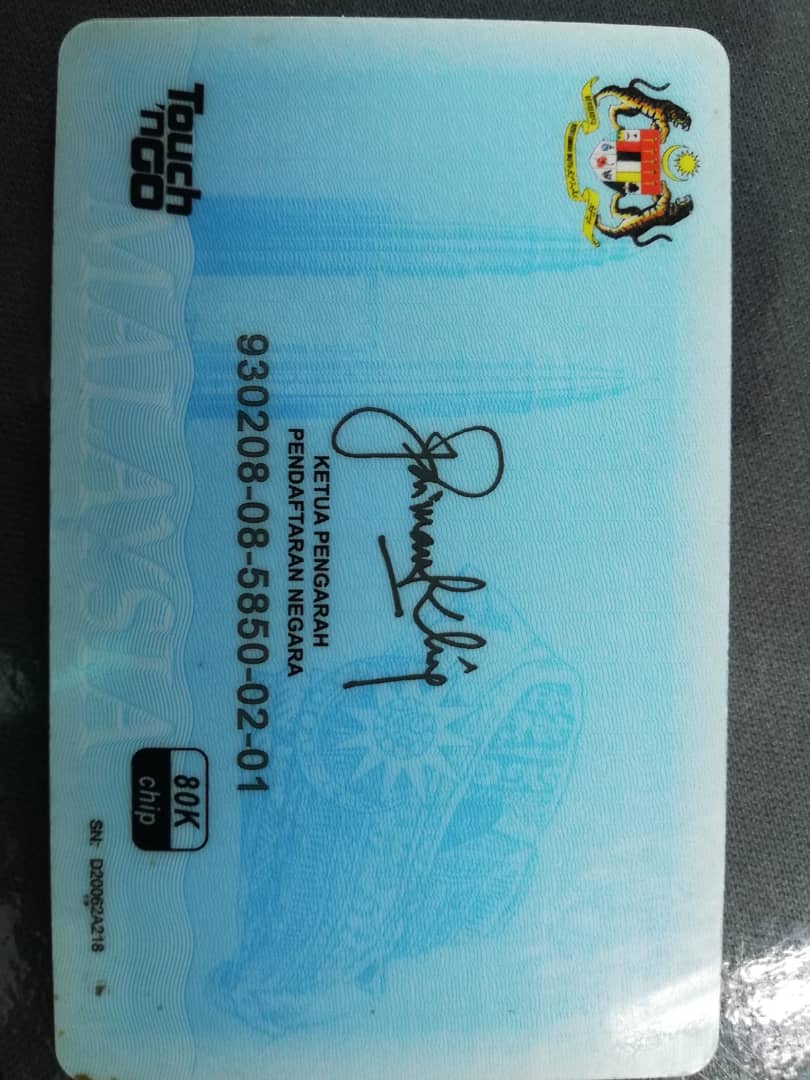 Touch
'nGO
KETUA PENGARAH
PENDAFTARAN NEGARA
930208-08-5850-02-01
MALAYSIA
80K
chip
SN: D20062A218